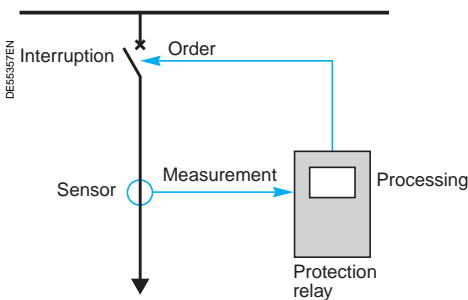 DE55357EN
Interruption
Order
Sensor
Measurement
Processing
Protection
relay